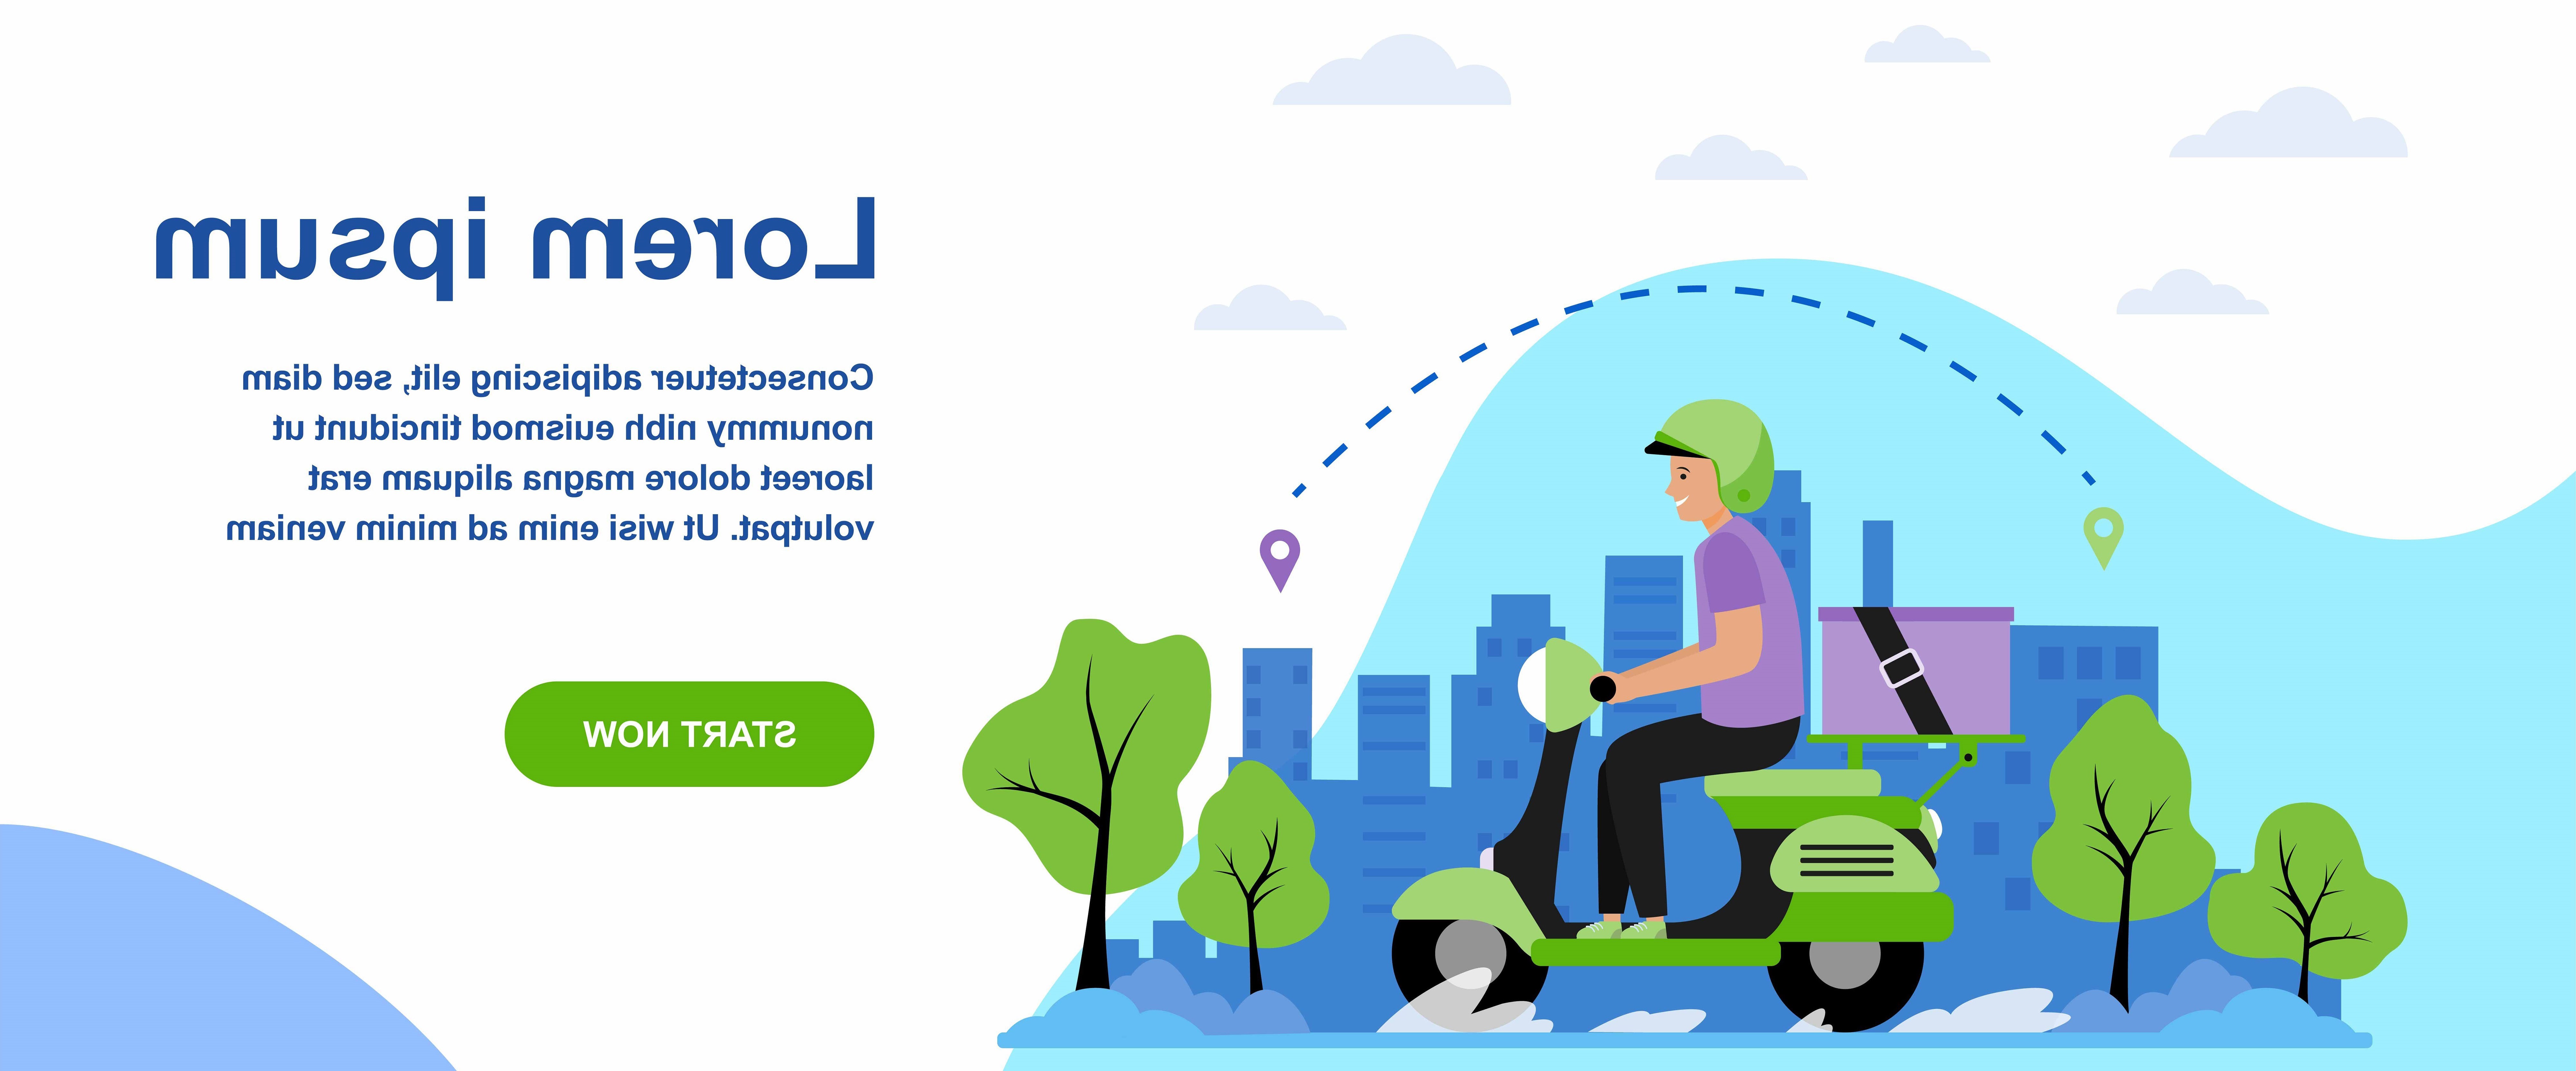 Lorem ipsum
Consectetuer adipiscing elit, sed diam
nonummy nibh euismod tincidunt ut
laoreet dolore magna aliquam erat
volutpat. Ut wisi enim ad minim veniam
START NOW